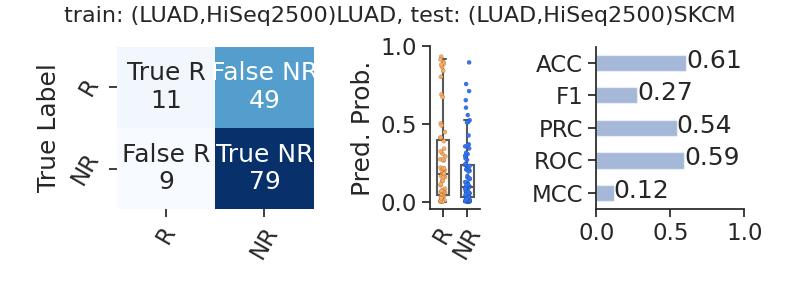 train: (LUAD,HiSeq2500)LUAD, test: (LUAD,HiSeq2500)SKCM
True Label
R
NR
True R
11
False NR
49
False R
9
True NR
79
R
NR
Pred. Prob.
1.0
0.5
0.0
R
NR
ACC
F1
PRC
ROC
MCC
0.61
0.27
0.54
0.59
0.12
0.0
0.5
1.0